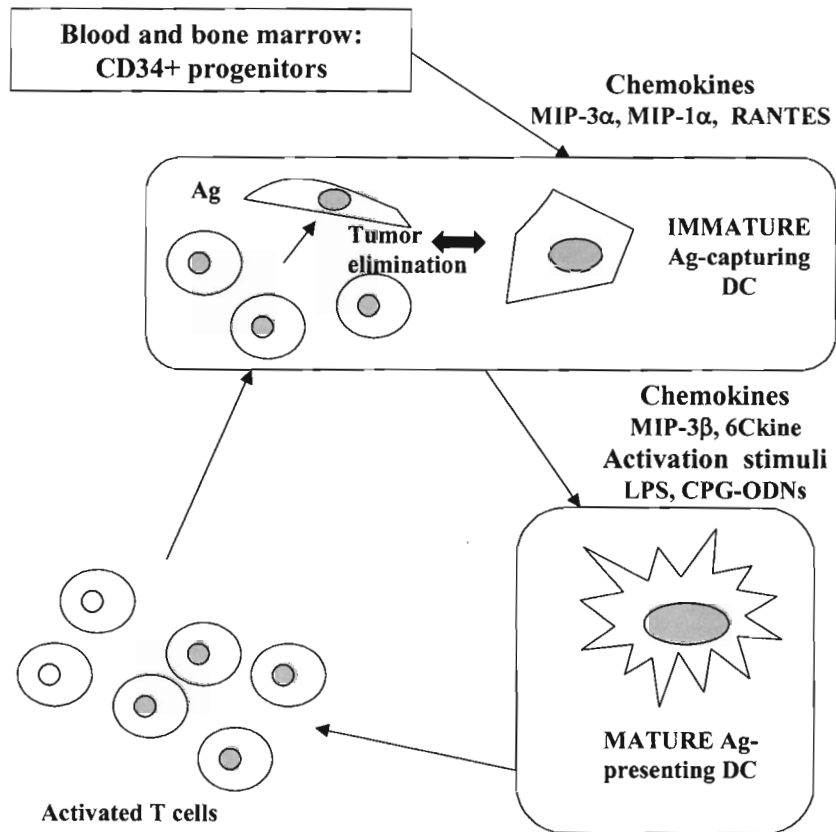 Blood and bone marrow:
CD34+ progenitors
Chemokines
MIP-3α, MIP-1α, RANTES
Ag
Tumor
elimination
IMMATURE
Ag-capturing
DC
Chemokines
MIP-3β, 6Ckine
Activation stimuli
LPS, CPG-ODNs
MATURE Ag-
presenting DC
Activated T cells